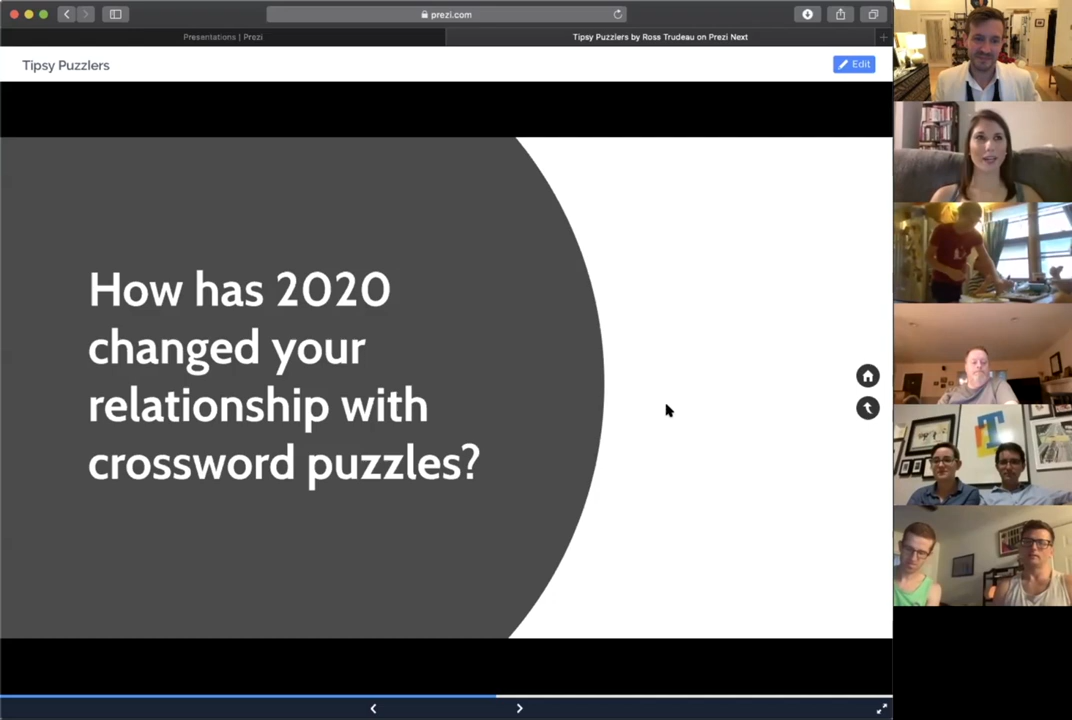 prezi.com
Presentations | Prezi
Tipsy Puzzlers by Ross Trudeau on Prezi Next
Tipsy Puzzlers
Edit
How has 2020
changed your
relationship with
crossword puzzles?